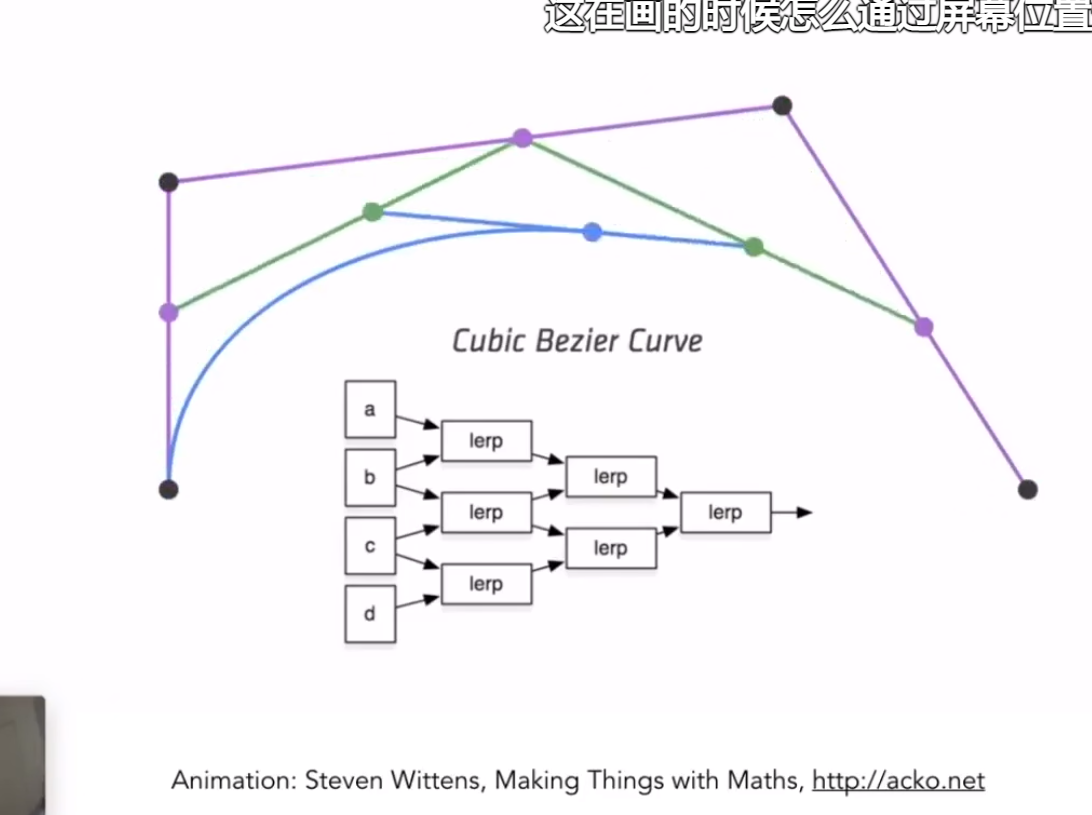 这在画的时候怎么通过屏幕位置
Cubic Bezier Curve
a
lerp
b
lerp
lerp
lerp
c
lerp
lerp
d
Animation: Steven Wittens, Making Things with Maths, http://acko.net